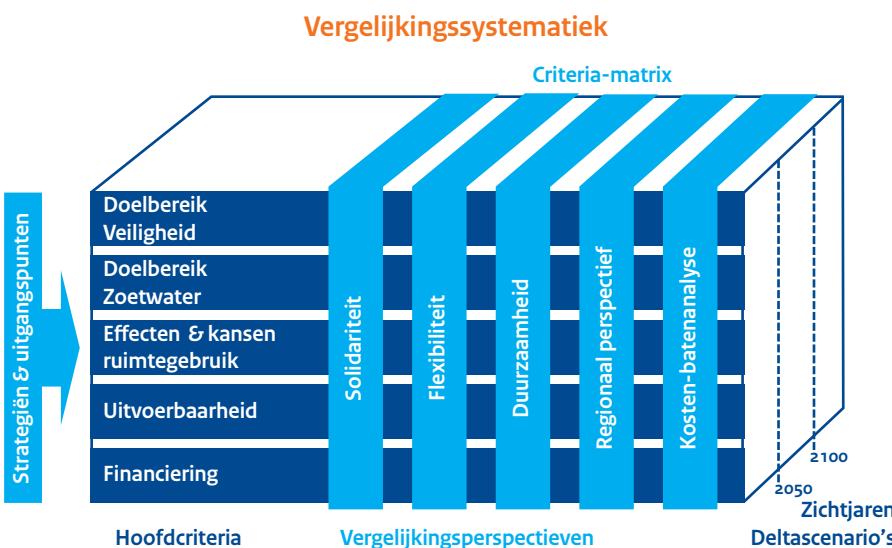 Vergelijkingssystematiek
Criteria-matrix
Strategiën & uitgangspunten
Doelbereik
Veiligheid
Doelbereik
Zoetwater
Effecten & kansen
ruimtegebruik
Uitvoerbaarheid
Financiering
Solidariteit
Flexibiliteit
Duurzaamheid
Regionaal perspectief
Kosten-batenanalyse
2100
2050
Zichtjaren
Hoofdcriteria
Vergelijkingsperspectieven
Deltascenario's